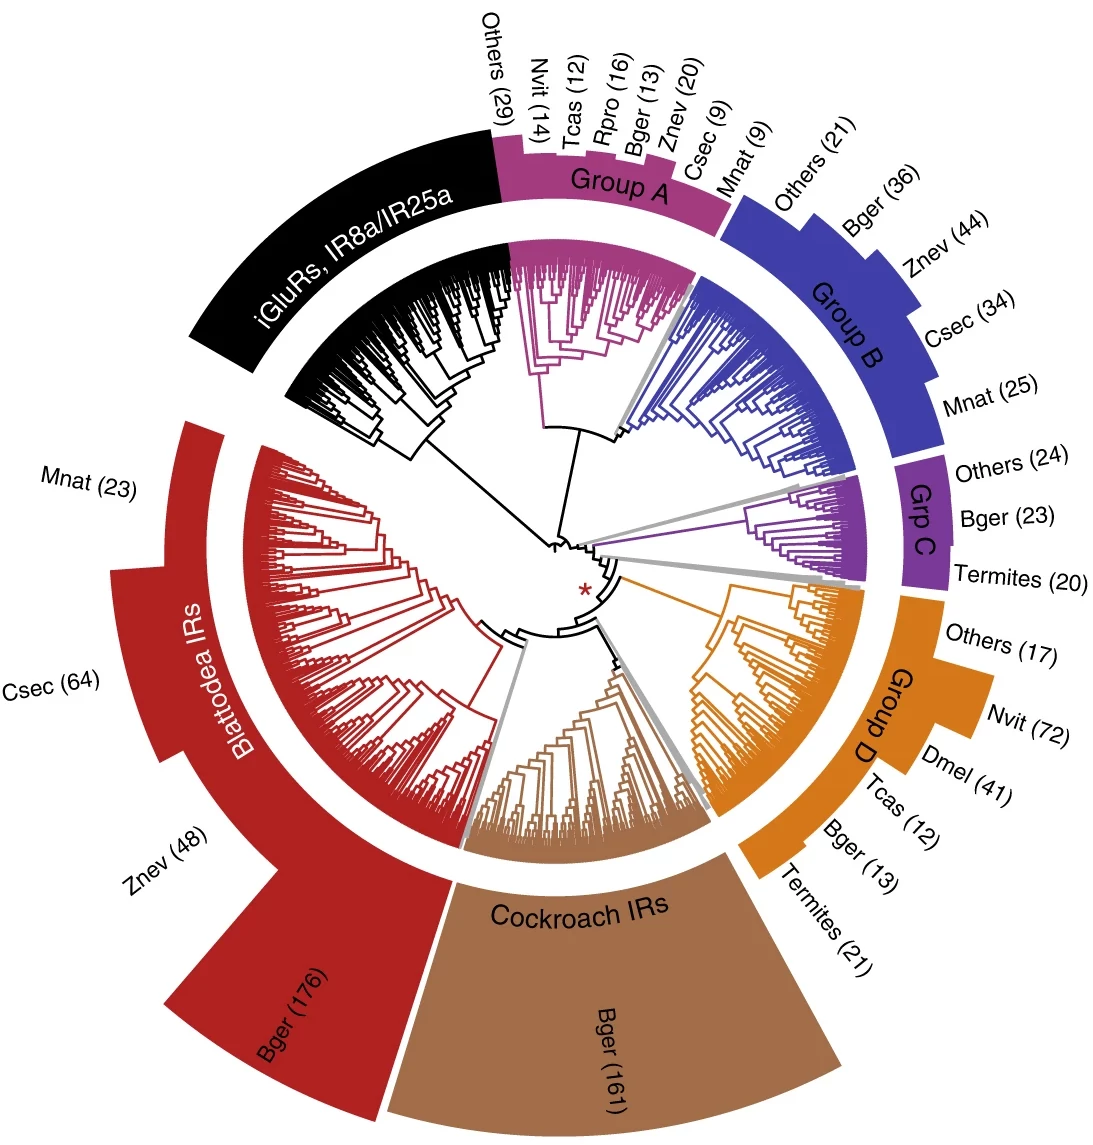 Others (29)
Nvit (14)
Tcas (12)
Rpro (16)
Bger (13)
Znev (20)
Csec (9)
Mnat (9)
Group A
iGluRs, IR8a/IR25a
Others (21)
Bger (36)
Znev (44)
Csec (34)
Mnat (25)
Group B
Others (24)
Bger (23)
Termites (20)
Grp C
Others (17)
Nvit (72)
Dmel (41)
Tcas (12)
Bger (13)
Termites (21)
Group D
*
Cockroach IRs
Bger (161)
Blattodea IRs
Mnat (23)
Csec (64)
Znev (48)
Bger (176)